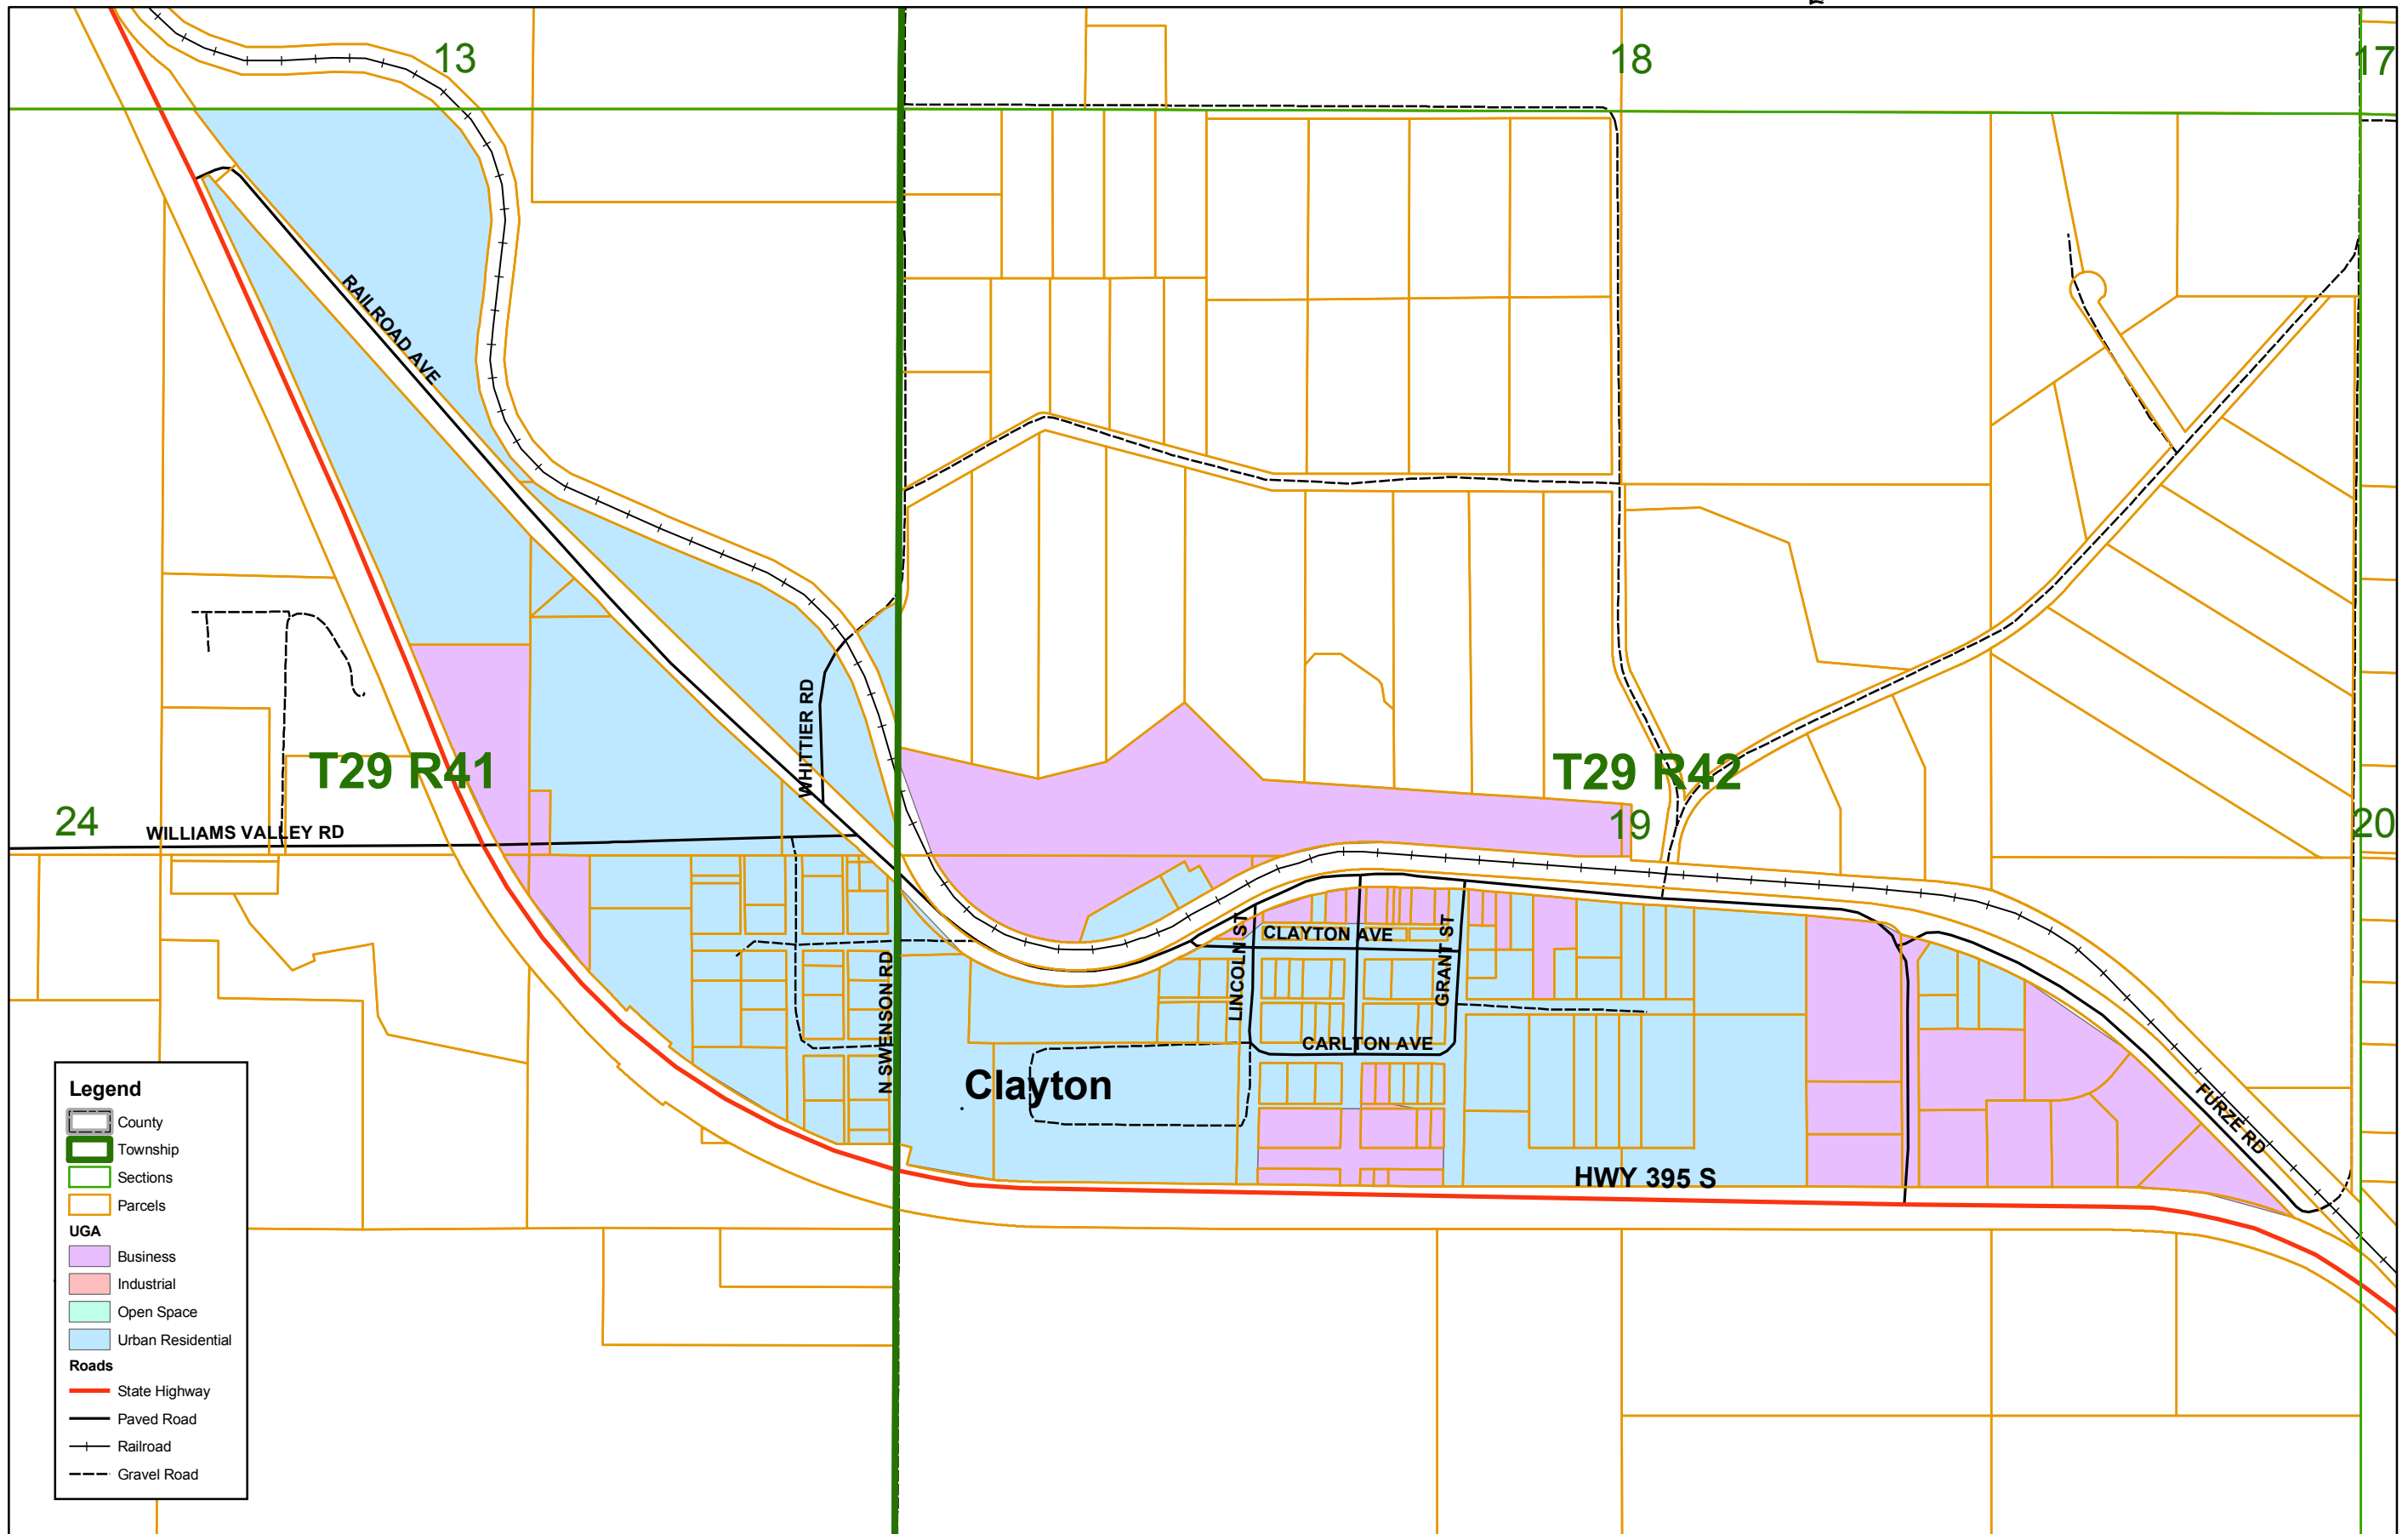 13
18
17
RAILROAD AVE
WHITTIER RD
T29 R41
T29 R42
24
WILLIAMS VALLEY RD
19
20
LINCOLN ST
CLAYTON AVE
GRANT ST
N SWENSON RD
CARLTON AVE
Clayton
FURZE RD
HWY 395 S
Legend
County
Township
Sections
Parcels
UGA
Business
Industrial
Open Space
Urban Residential
Roads
State Highway
Paved Road
Railroad
Gravel Road